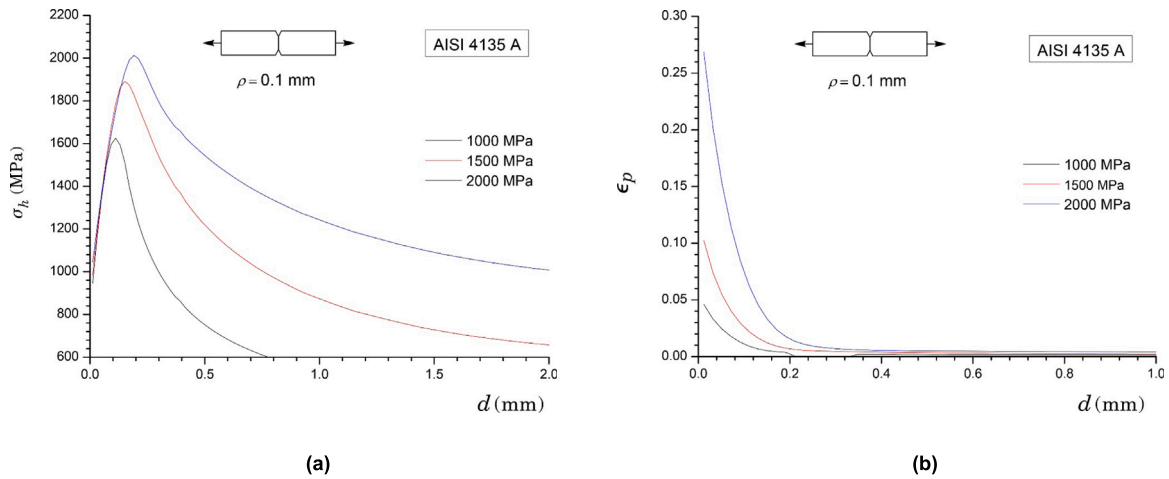 AISI 4135 A
ρ = 0.1 mm
1000 MPa
1500 MPa
2000 MPa
σh (MPa)
2200
2000
1800
1600
1400
1200
1000
800
600
0.0 0.5 1.0 1.5 2.0
d (mm)
(a)
AISI 4135 A
ρ = 0.1 mm
1000 MPa
1500 MPa
2000 MPa
ϵp
0.30
0.25
0.20
0.15
0.10
0.05
0.00
0.0 0.2 0.4 0.6 0.8 1.0
d (mm)
(b)